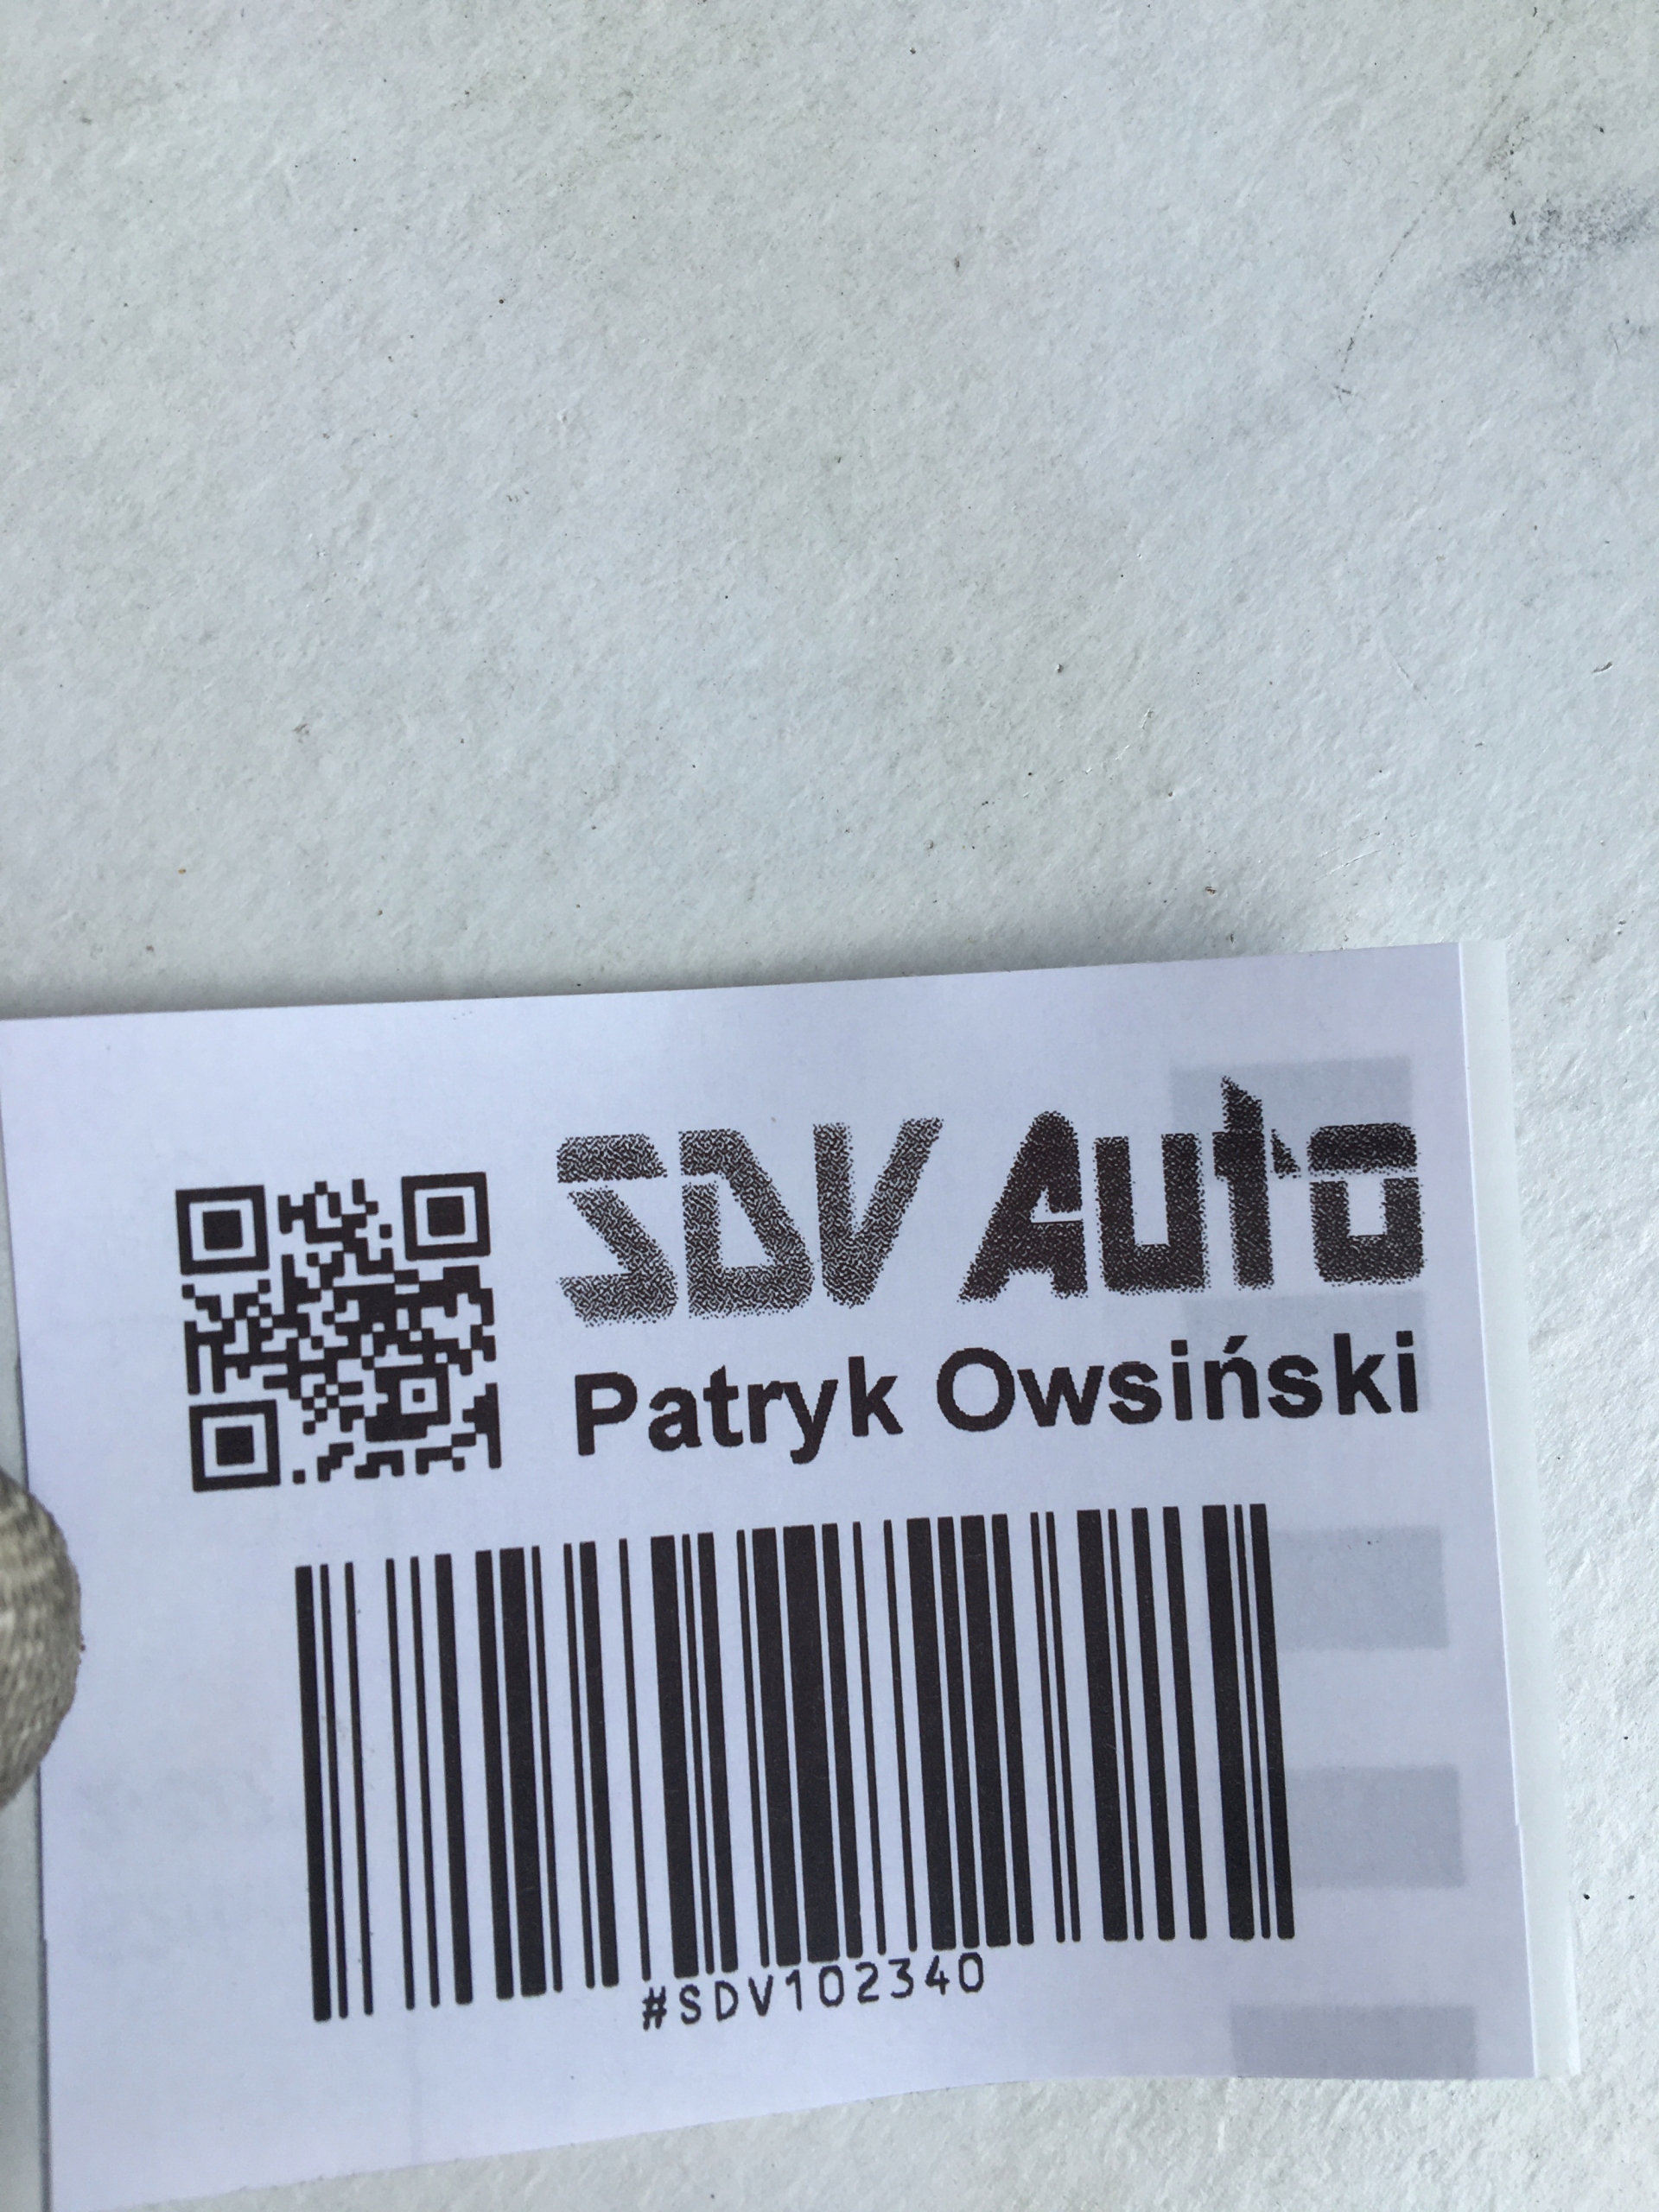 SDV Auto
Patryk Owsiński
#SDV102340